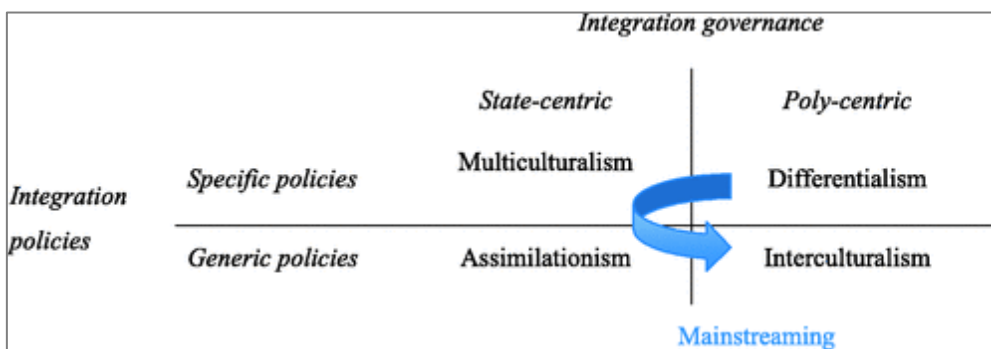 Integration governance
State-centric Poly-centric
Multiculturalism
Specific policies Differentialism
Integration
policies
Generic policies Assimilationism Interculturalism
Mainstreaming